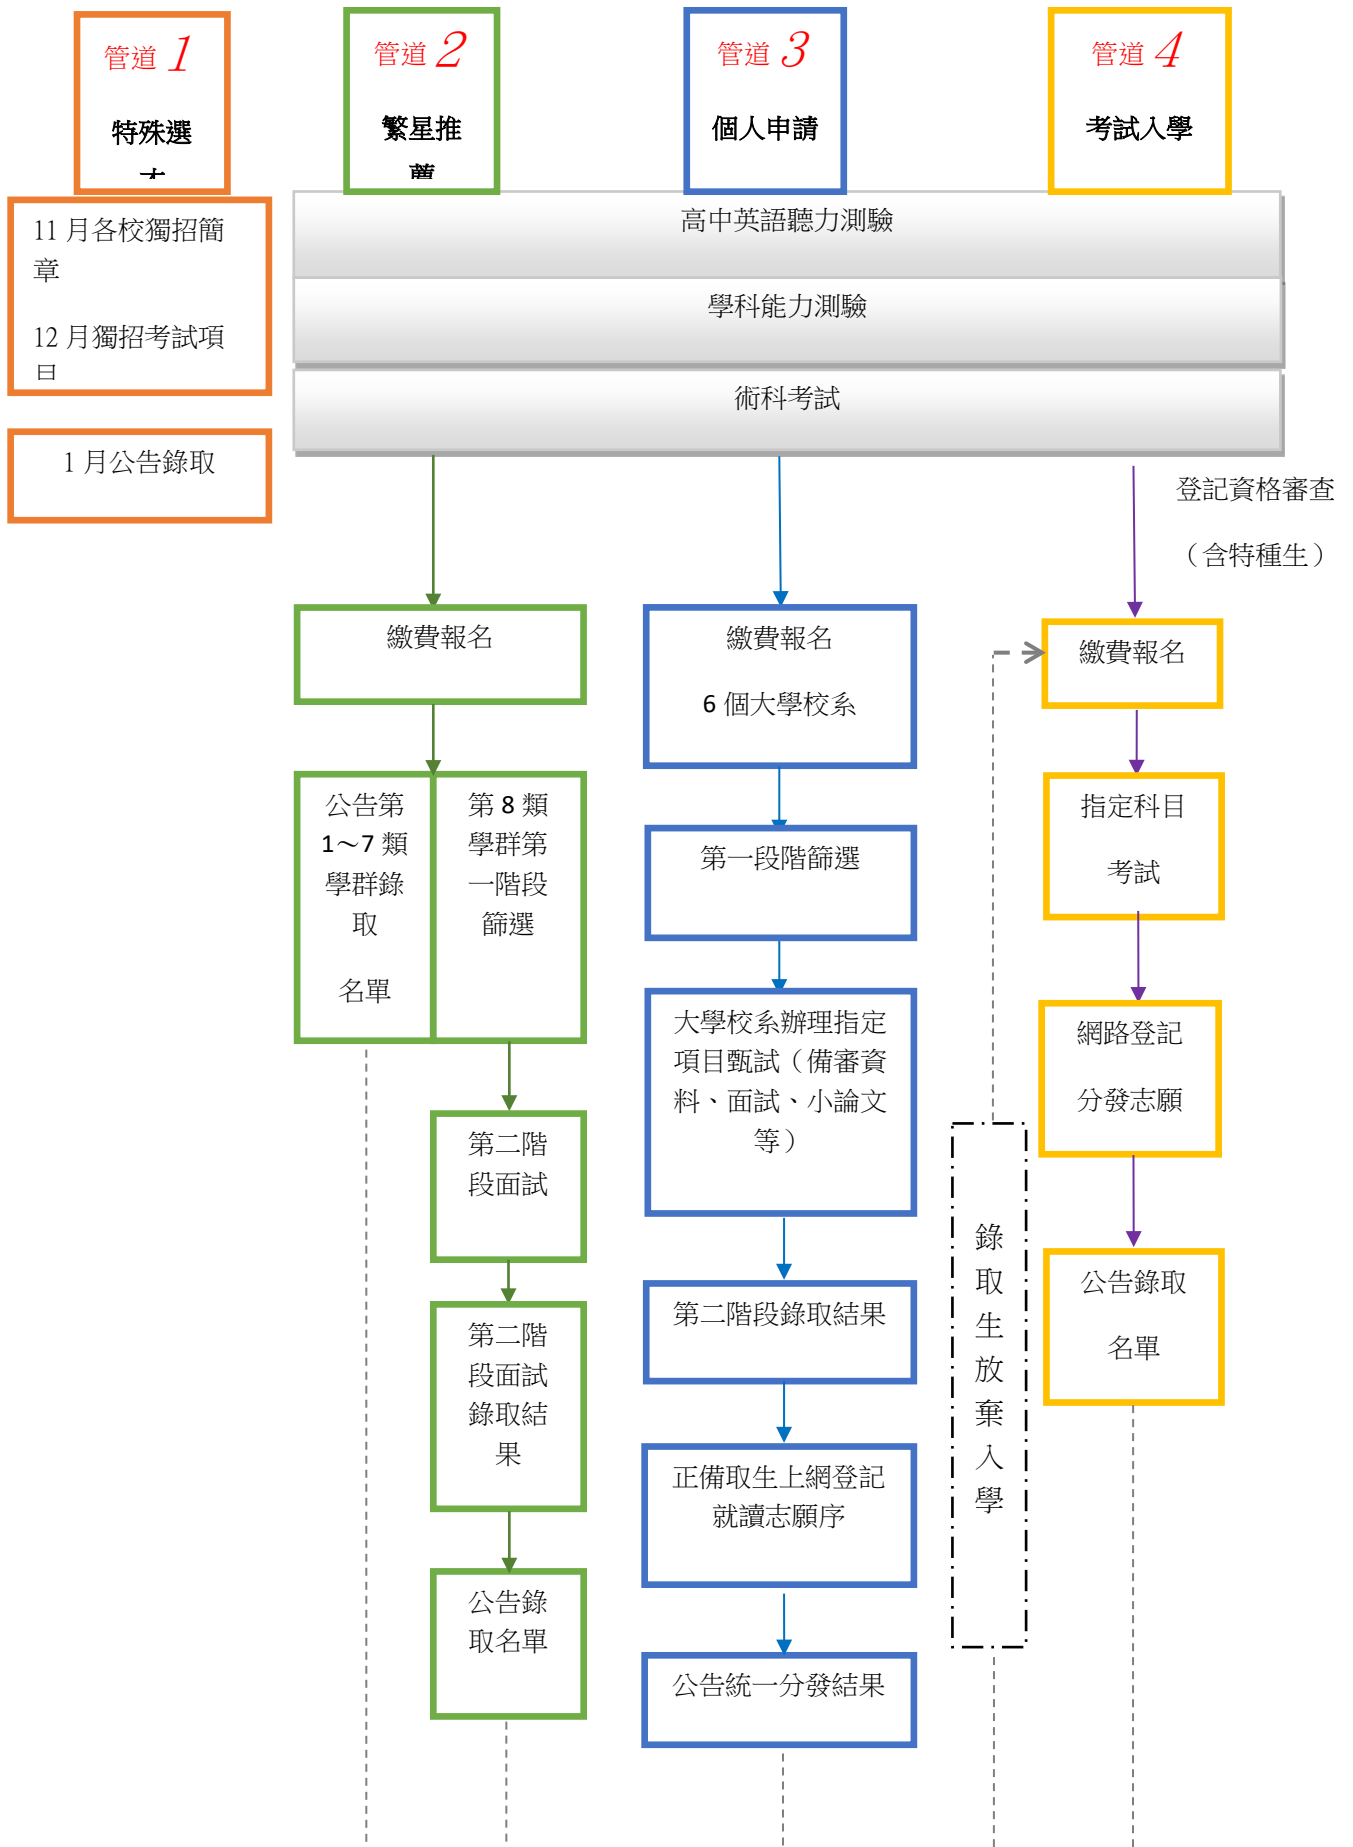 管道 1
特殊選
管道 2
繁星推
薦
管道 3
個人申請
管道 4
考試入學
11 月各校獨招簡
章
12 月獨招考試項
目
1 月公告錄取
高中英語聽力測驗
學科能力測驗
術科考試
登記資格審查
（含特種生）
繳費報名
公告第
1～7 類
學群錄
取
名單
第 8 類
學群第
一階段
篩選
第二階
段面試
第二階
段面試
錄取結
果
公告錄
取名單
繳費報名
6 個大學校系
第一段階篩選
大學校系辦理指定
項目甄試（備審資
料、面試、小論文
等）
第二階段錄取結果
正備取生上網登記
就讀志願序
公告統一分發結果
錄
取
生
放
棄
入
學
繳費報名
指定科目
考試
網路登記
分發志願
公告錄取
名單